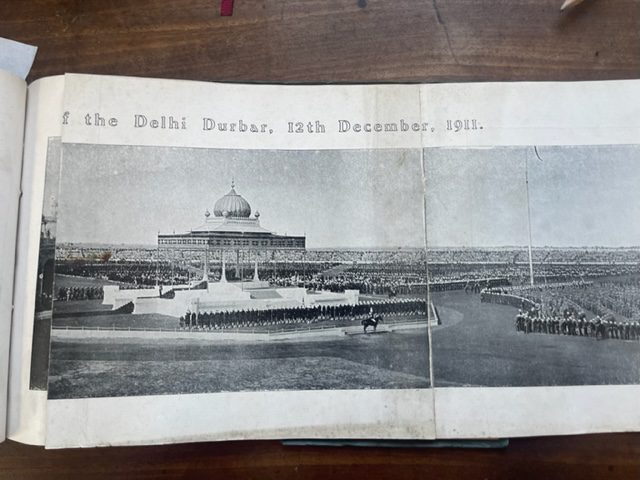 f the Delhi Durbar, 12th December, 1911.